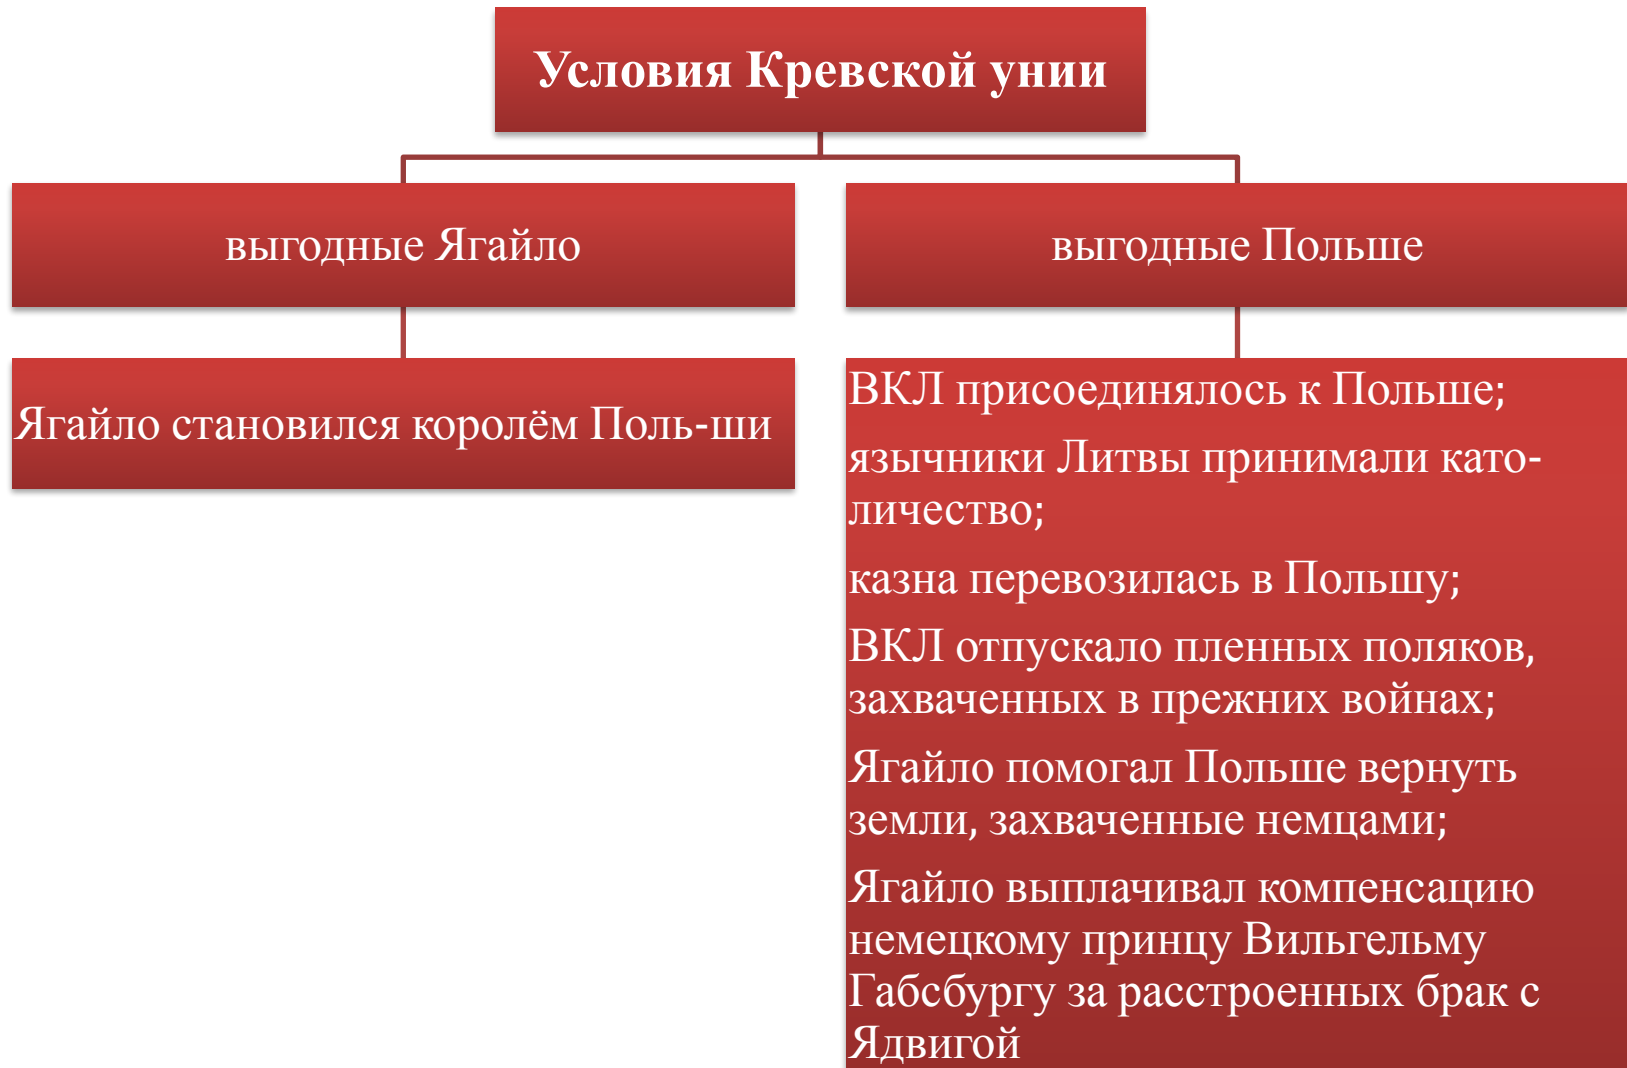 Условия Кревской унии
выгодные Ягайло
выгодные Польше
Ягайло становился королём Поль-ши
ВКЛ присоединялось к Польше;
язычники Литвы принимали като-
личество;
казна перевозилась в Польшу;
ВКЛ отпускало пленных поляков,
захваченных в прежних войнах;
Ягайло помогал Польше вернуть
земли, захваченные немцами;
Ягайло выплачивал компенсацию
немецкому принцу Вильгельму
Габсбургу за расстроенных брак с
Ядвигой